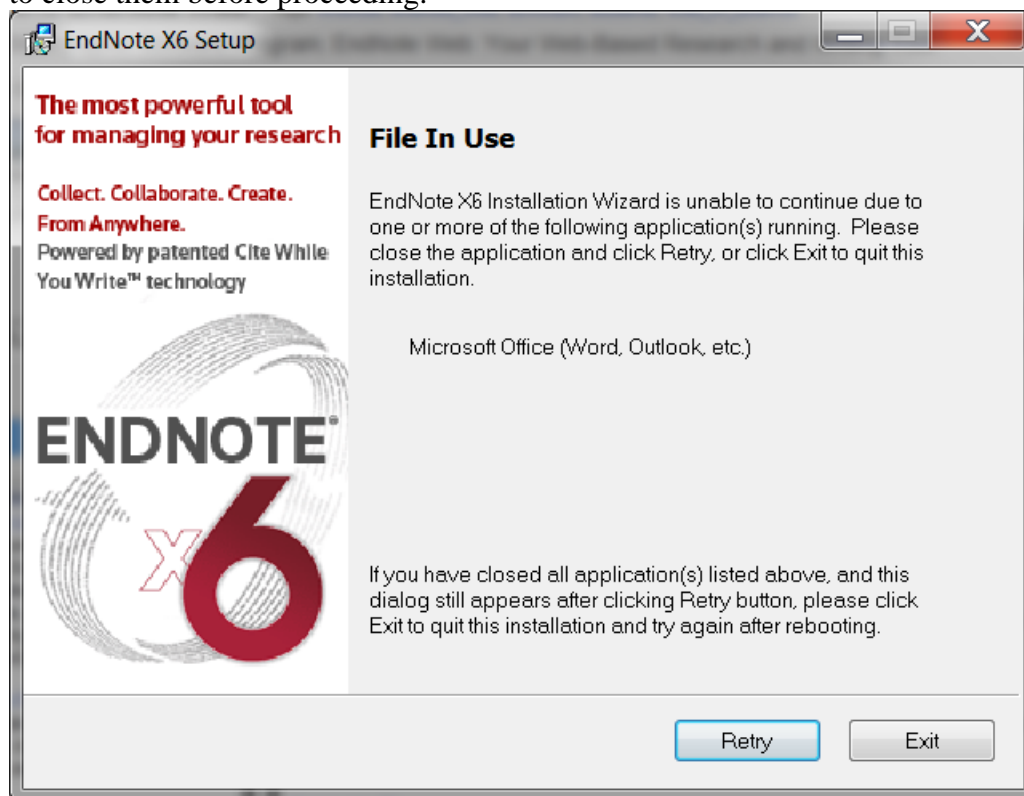 to close them before proceeding.
EndNote X6 Setup
The most powerful tool
for managing your research
Collect. Collaborate. Create.
From Anywhere.
Powered by patented Cite While
You Write™ technology
ENDNOTE®
x6
File In Use
EndNote X6 Installation Wizard is unable to continue due to
one or more of the following application(s) running. Please
close the application and click Retry, or click Exit to quit this
installation.
Microsoft Office (Word, Outlook, etc.)
If you have closed all application(s) listed above, and this
dialog still appears after clicking Retry button, please click
Exit to quit this installation and try again after rebooting.
Retry
Exit